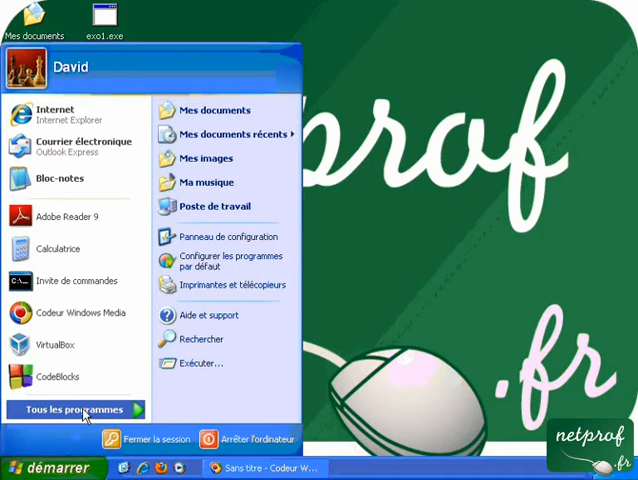 Mes documents
exo1.exe
David
Internet
Internet Explorer
Courrier électronique
Outlook Express
Bloc-notes
Adobe Reader 9
Calculatrice
Invite de commandes
Codeur Windows Media
VirtualBox
CodeBlocks
Tous les programmes
Mes documents
Mes documents récents
Mes images
Ma musique
Poste de travail
Panneau de configuration
Configurer les programmes
par défaut
Imprimantes et télécopieurs
Aide et support
Rechercher
Exécuter...
Fermer la session
Arrêter l'ordinateur
démarrer
Sans titre - Codeur W...
prof
.fr
netprof
.fr